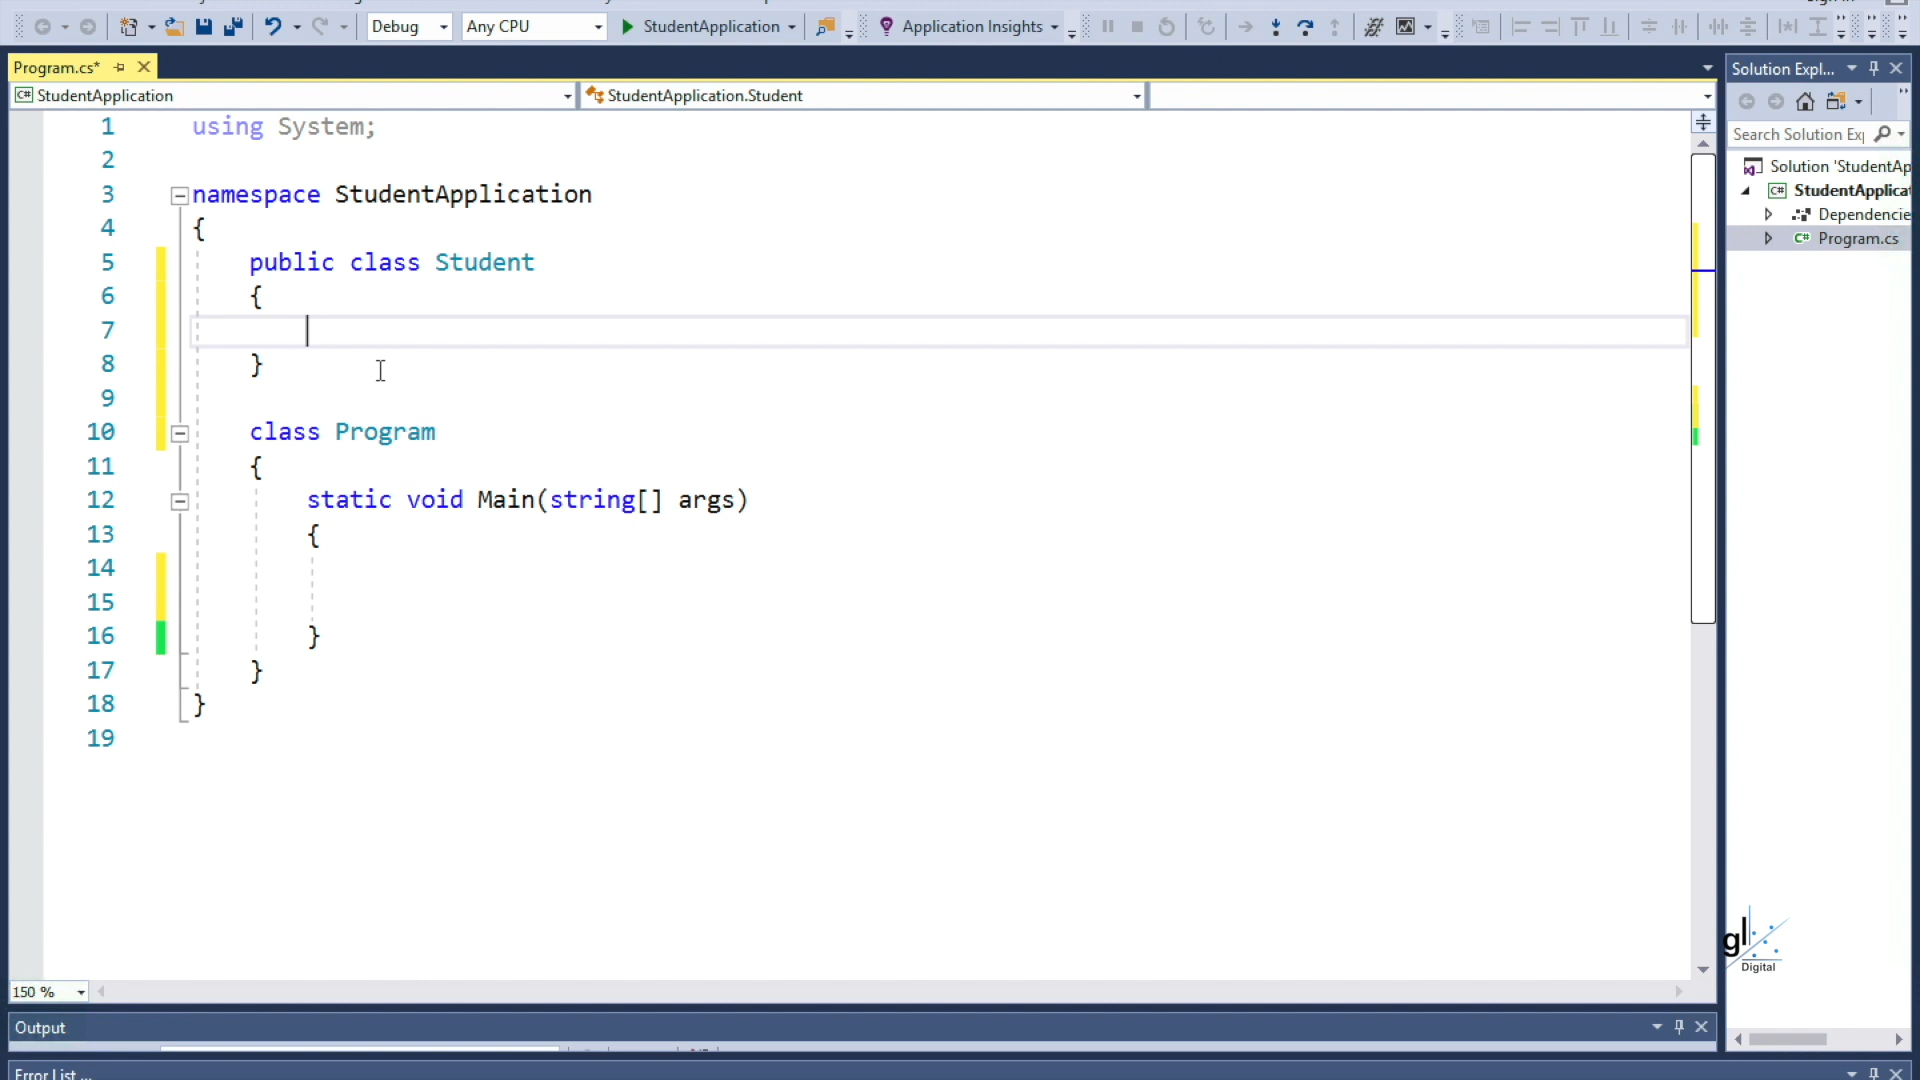 Debug
Any CPU
StudentApplication
Application Insights
Program.cs*
Solution Expl...
C# StudentApplication
StudentApplication.Student
Search Solution Ex
Solution 'StudentAp
C# StudentApplica
Dependencie
C# Program.cs
1 using System;
2
3 namespace StudentApplication
4 {
5 public class Student
6 {
7
8 }
9
10 class Program
11 {
12 static void Main(string[] args)
13 {
14
15
16 }
17 }
18 }
19
gl
Digital
150 %
Output
Error List ...